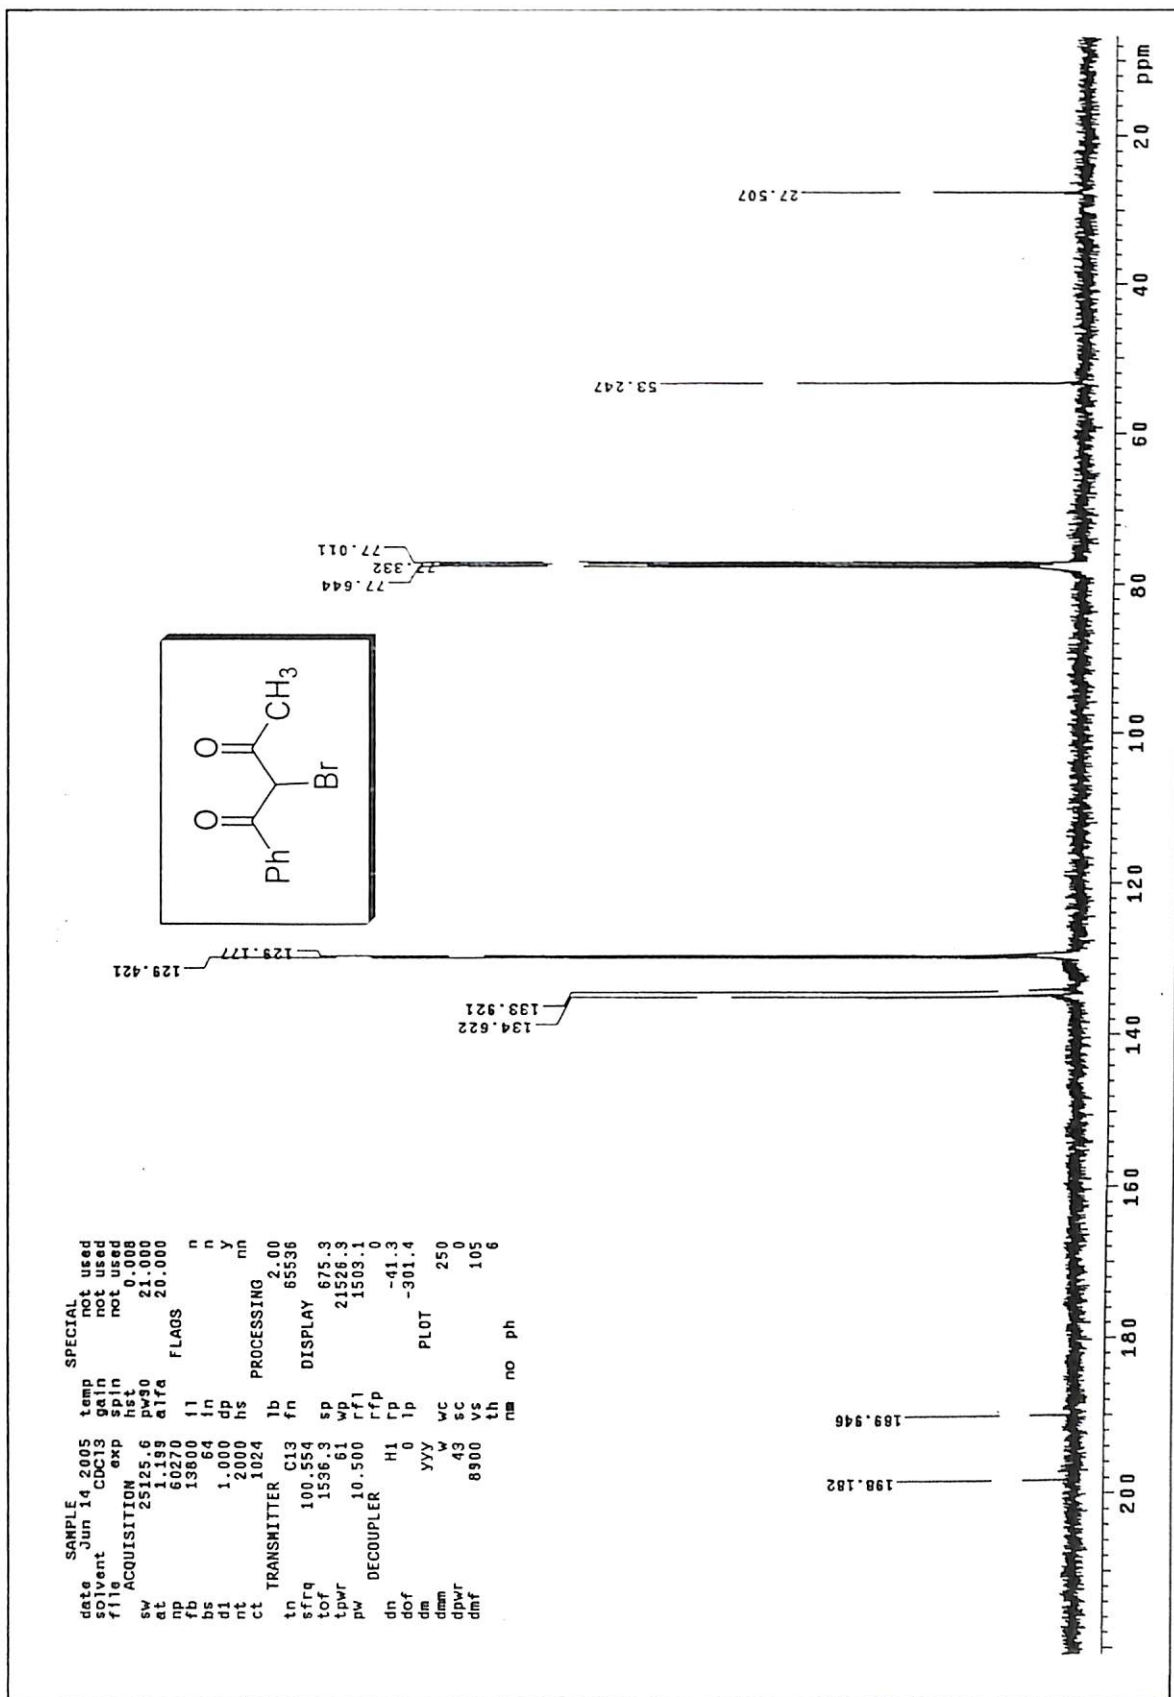 SAMPLE
date Jun 14 2005
solvent CDCl3
file exp
ACQUISITION
sw 25125.6
at 1.199
np 60270
fb 13800
bs 64
d1 1.000
nt 2000
ct 1024
TRANSMITTER
tn C13
sfrq 100.554
tof 1536.3
tpwr 61
pw 10.500
DECOUPLER
dn H1
dof 0
dm yyy
dmm w
dpwr 43
dmf 8900
SPECIAL
temp not used
gain not used
spin not used
hst 0.008
pw90 21.000
alfa 20.000
FLAGS
il n
in n
dp y
hs nn
PROCESSING
lb 2.00
fn 65536
DISPLAY
sp 675.3
wp 21526.9
rfl 1503.1
rfp 0
rp -41.3
lp -301.4
PLOT
wc 250
sc 0
vs 105
th 6
nm no ph
O O
Ph CH3
Br
198.182
189.946
134.622
133.921
129.421
129.177
77.644
77.332
77.011
53.247
27.507
200 180 160 140 120 100 80 60 40 20 ppm